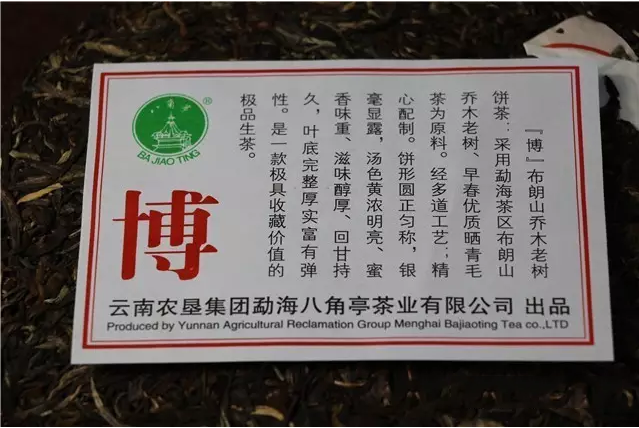 『博』布朗山乔木老树
饼茶：采用勐海茶区布朗山
乔木老树、早春优质晒青毛
茶为原料。经多道工艺；精
心配制。饼形圆正匀称，银
毫显露，汤色黄浓明亮、蜜
香味重、滋味醇厚、回甘持
久，叶底完整厚实富有弹
性。是一款极具收藏价值的
极品生茶。
八角亭
®
BA JIAO TING
博
云南农垦集团勐海八角亭茶业有限公司 出品
Produced by Yunnan Agricultural Reclamation Group Menghai Bajiaoting Tea co.,LTD